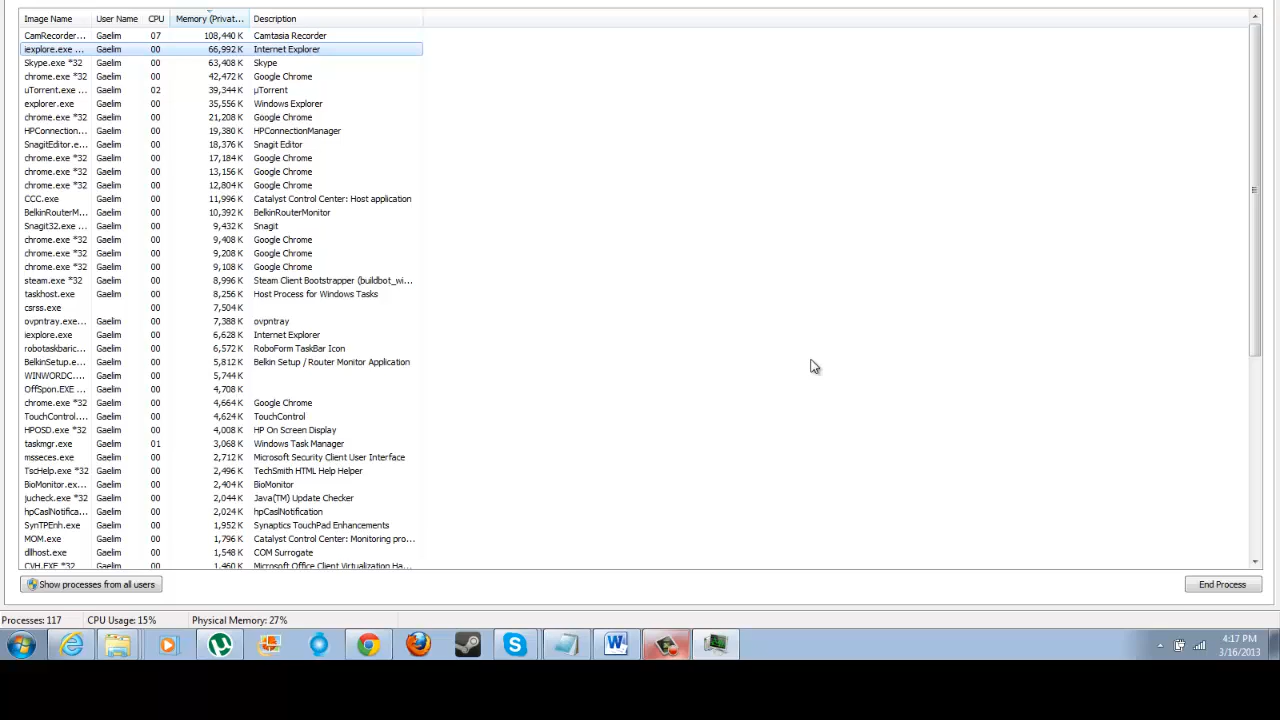 Image Name User Name CPU Memory (Privat... Description
CamRecorder... Gaelim 07 108,440 K Camtasia Recorder
iexplore.exe ... Gaelim 00 66,992 K Internet Explorer
Skype.exe *32 Gaelim 00 63,408 K Skype
chrome.exe *32 Gaelim 00 42,472 K Google Chrome
uTorrent.exe ... Gaelim 02 39,344 K µTorrent
explorer.exe Gaelim 00 35,556 K Windows Explorer
chrome.exe *32 Gaelim 00 21,208 K Google Chrome
HPConnection... Gaelim 00 19,380 K HPConnectionManager
SnagitEditor.e... Gaelim 00 18,376 K Snagit Editor
chrome.exe *32 Gaelim 00 17,184 K Google Chrome
chrome.exe *32 Gaelim 00 13,156 K Google Chrome
chrome.exe *32 Gaelim 00 12,804 K Google Chrome
CCC.exe Gaelim 00 11,996 K Catalyst Control Center: Host application
BelkinRouterM... Gaelim 00 10,392 K BelkinRouterMonitor
Snagit32.exe ... Gaelim 00 9,432 K Snagit
chrome.exe *32 Gaelim 00 9,408 K Google Chrome
chrome.exe *32 Gaelim 00 9,208 K Google Chrome
chrome.exe *32 Gaelim 00 9,108 K Google Chrome
steam.exe *32 Gaelim 00 8,996 K Steam Client Bootstrapper (buildbot_wi...
taskhost.exe Gaelim 00 8,256 K Host Process for Windows Tasks
csrss.exe 00 7,504 K
ovpntray.exe... Gaelim 00 7,388 K ovpntray
iexplore.exe Gaelim 00 6,628 K Internet Explorer
robotaskbaric... Gaelim 00 6,572 K RoboForm TaskBar Icon
BelkinSetup.e... Gaelim 00 5,812 K Belkin Setup / Router Monitor Application
WINWORDC.... 00 5,744 K
OffSpon.EXE ... 00 4,708 K
chrome.exe *32 Gaelim 00 4,664 K Google Chrome
TouchControl.... Gaelim 00 4,624 K TouchControl
HPOSD.exe *32 Gaelim 00 4,008 K HP On Screen Display
taskmgr.exe Gaelim 01 3,068 K Windows Task Manager
msseces.exe Gaelim 00 2,712 K Microsoft Security Client User Interface
TscHelp.exe *32 Gaelim 00 2,496 K TechSmith HTML Help Helper
BioMonitor.ex... Gaelim 00 2,404 K BioMonitor
jucheck.exe *32 Gaelim 00 2,044 K Java(TM) Update Checker
hpCaslNotifica... Gaelim 00 2,024 K hpCaslNotification
SynTPEnh.exe Gaelim 00 1,952 K Synaptics TouchPad Enhancements
MOM.exe Gaelim 00 1,796 K Catalyst Control Center: Monitoring pro...
dllhost.exe Gaelim 00 1,548 K COM Surrogate
CVH.EXE *32 Gaelim 00 1,460 K Microsoft Office Client Virtualization Ha...
Show processes from all users End Process
Processes: 117 CPU Usage: 15% Physical Memory: 27%
4:17 PM
3/16/2013